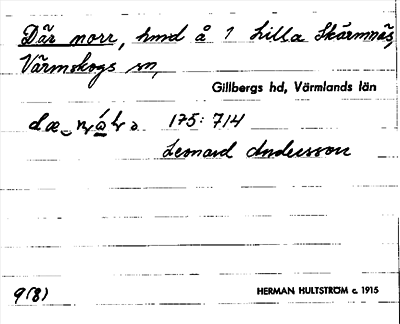 Där norr, hmd å 1 Lilla Skärmnäs,
Värmskogs sn,
Gillbergs hd, Värmlands län
175: 714
Leonard Andersson
9(8)
HERMAN HULTSTRÖM c. 1915